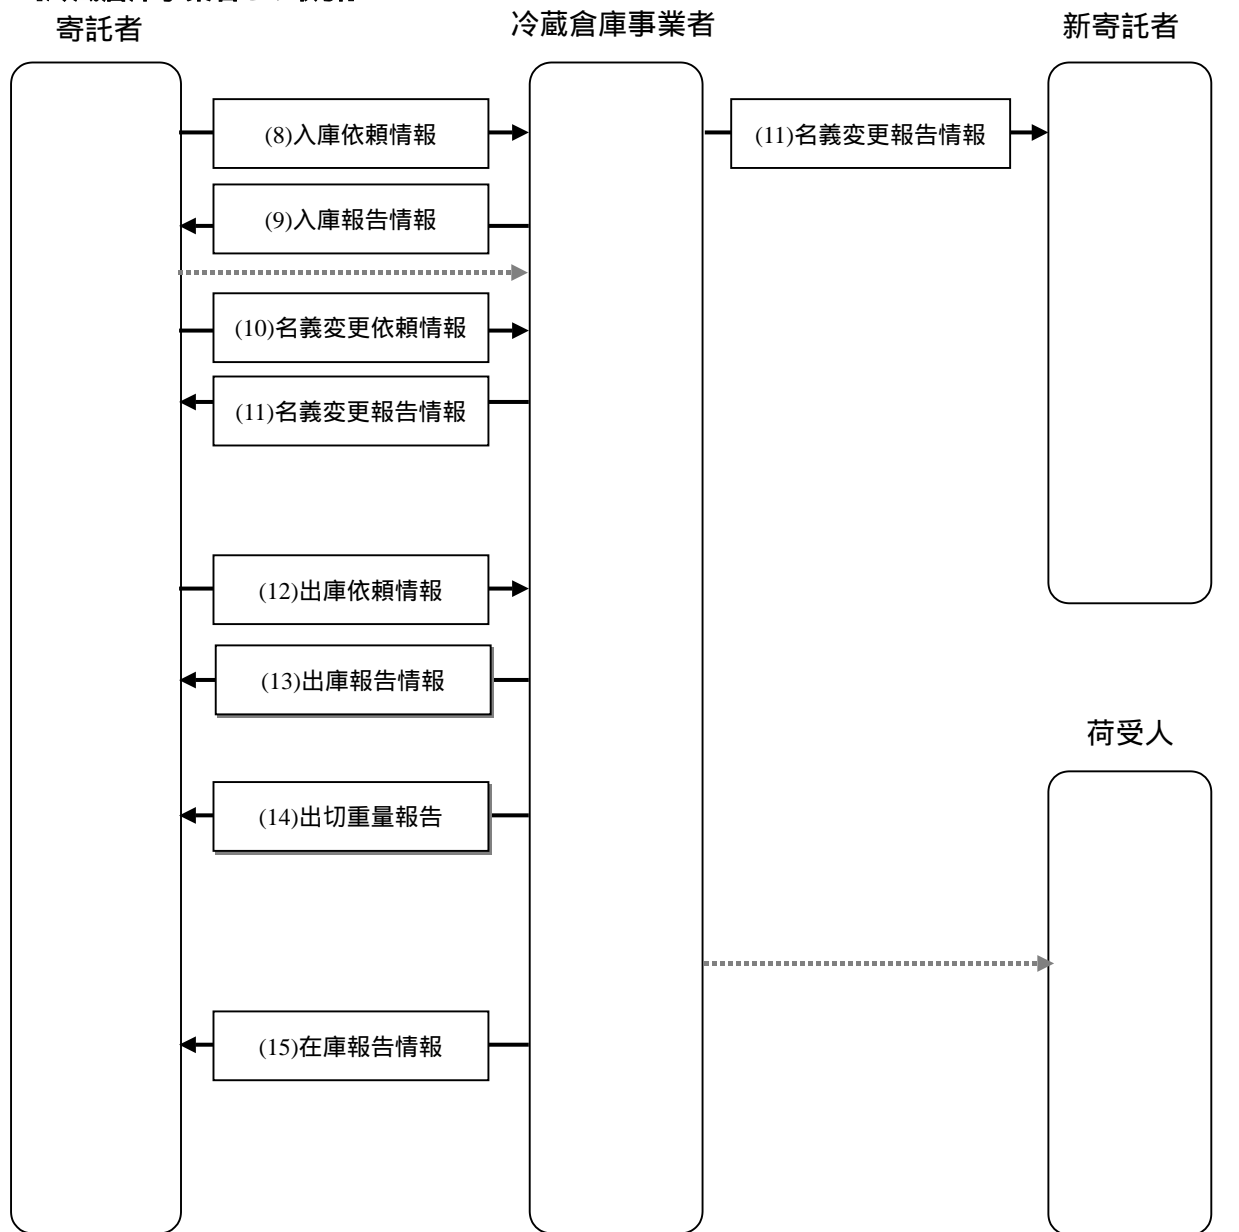 寄託者
冷蔵倉庫事業者
新寄託者
(8)入庫依頼情報
(11)名義変更報告情報
(9)入庫報告情報
(10)名義変更依頼情報
(11)名義変更報告情報
(12)出庫依頼情報
(13)出庫報告情報
荷受人
(14)出切重量報告
(15)在庫報告情報